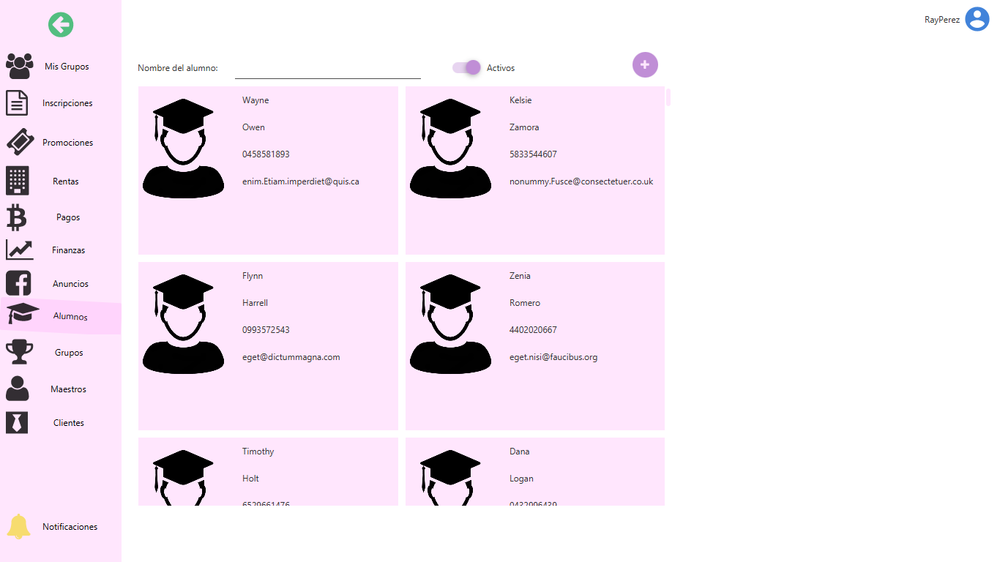 RayPerez
Mis Grupos
Inscripciones
Promociones
Rentas
Pagos
Finanzas
Anuncios
Alumnos
Grupos
Maestros
Clientes
Notificaciones
Nombre del alumno:
Activos
Wayne
Owen
0458581893
enim.Etiam.imperdiet@quis.ca
Kelsie
Zamora
5833544607
nonummy.Fusce@consectetuer.co.uk
Flynn
Harrell
0993572543
eget@dictummagna.com
Zenia
Romero
4402020667
eget.nisi@faucibus.org
Timothy
Holt
6529661476
Dana
Logan
0432996439